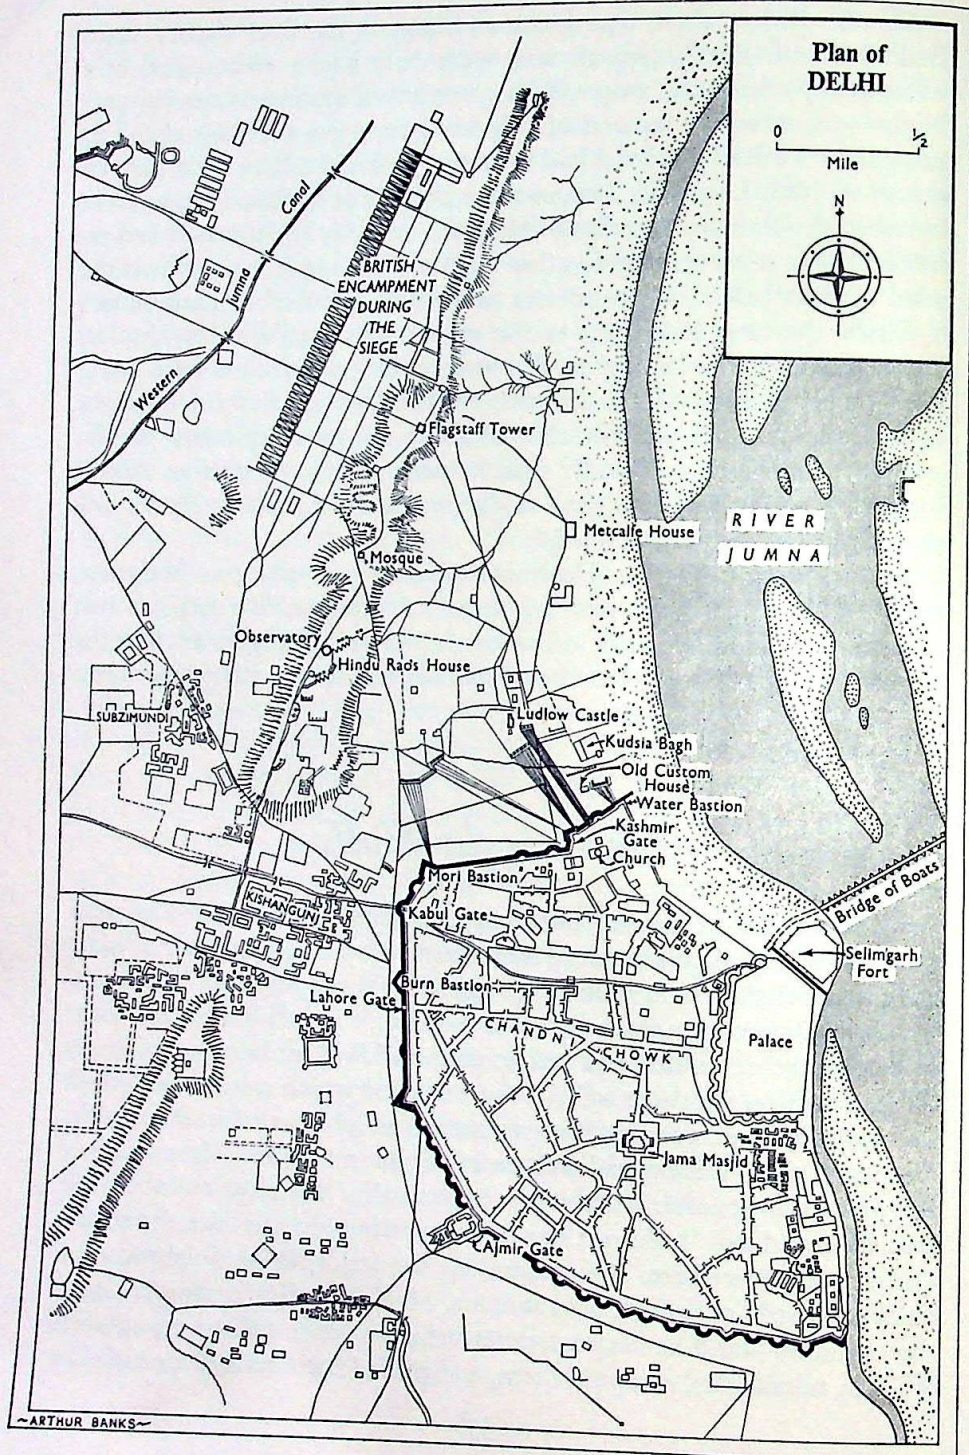 Plan of
DELHI
0
1/2
Mile
N
Western
Jumna
Canal
BRITISH
ENCAMPMENT
DURING
THE
SIEGE
Flagstaff Tower
RIVER
JUMNA
Metcalfe House
Mosque
Observatory
Hindu Rao's House
SUBZIMUNDI
Ludlow Castle
Kudsia Bagh
Old Custom
House
Water Bastion
Kashmir
Gate
Church
Mori Bastion
Bridge of Boats
KISHANGUNJ
Kabul Gate
Selimgarh
Fort
Burn Bastion
Lahore Gate
CHANDNI
CHOWK
Palace
Jama Masjid
Ajmir Gate
~ARTHUR BANKS~